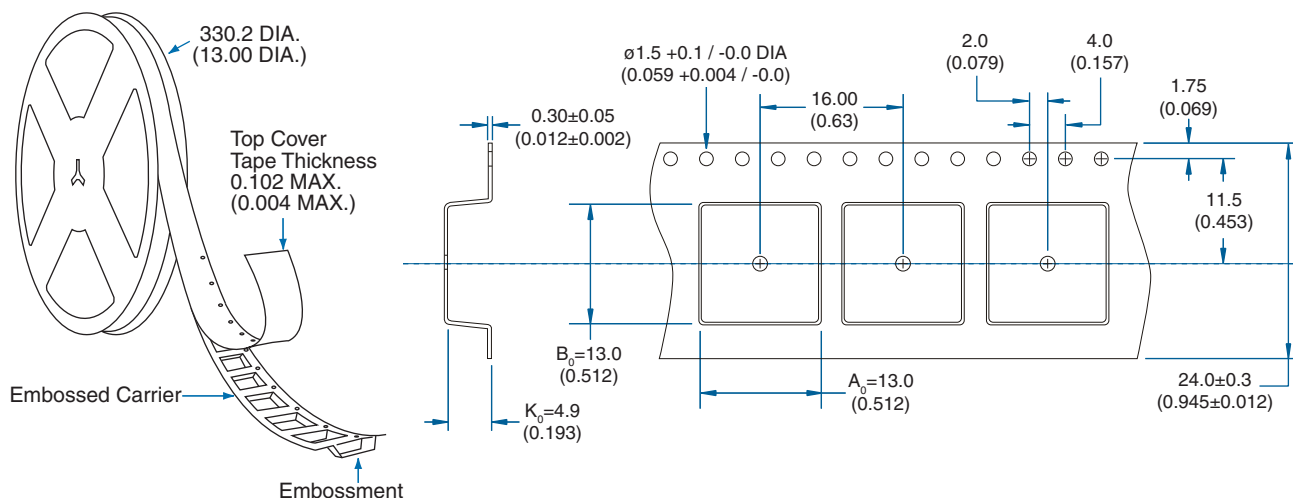 330.2 DIA.
(13.00 DIA.)
Top Cover
Tape Thickness
0.102 MAX.
(0.004 MAX.)
Embossed Carrier
Embossment
0.30±0.05
(0.012±0.002)
K₀=4.9
(0.193)
ø1.5 +0.1 / -0.0 DIA
(0.059 +0.004 / -0.0)
16.00
(0.63)
2.0
(0.079)
4.0
(0.157)
1.75
(0.069)
11.5
(0.453)
B₀=13.0
(0.512)
A₀=13.0
(0.512)
24.0±0.3
(0.945±0.012)